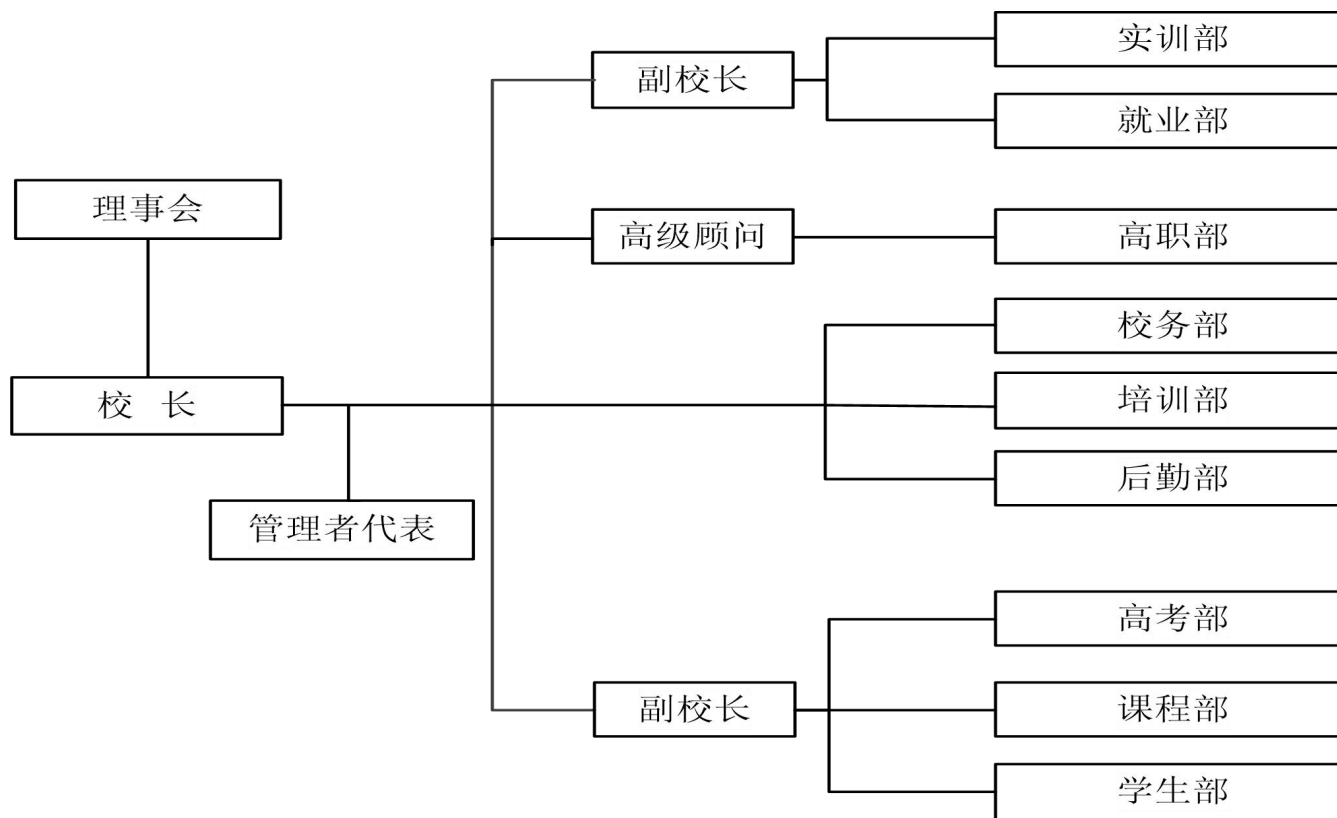 实训部
副校长
就业部
理事会
高级顾问
高职部
校务部
校 长
培训部
后勤部
管理者代表
高考部
副校长
课程部
学生部